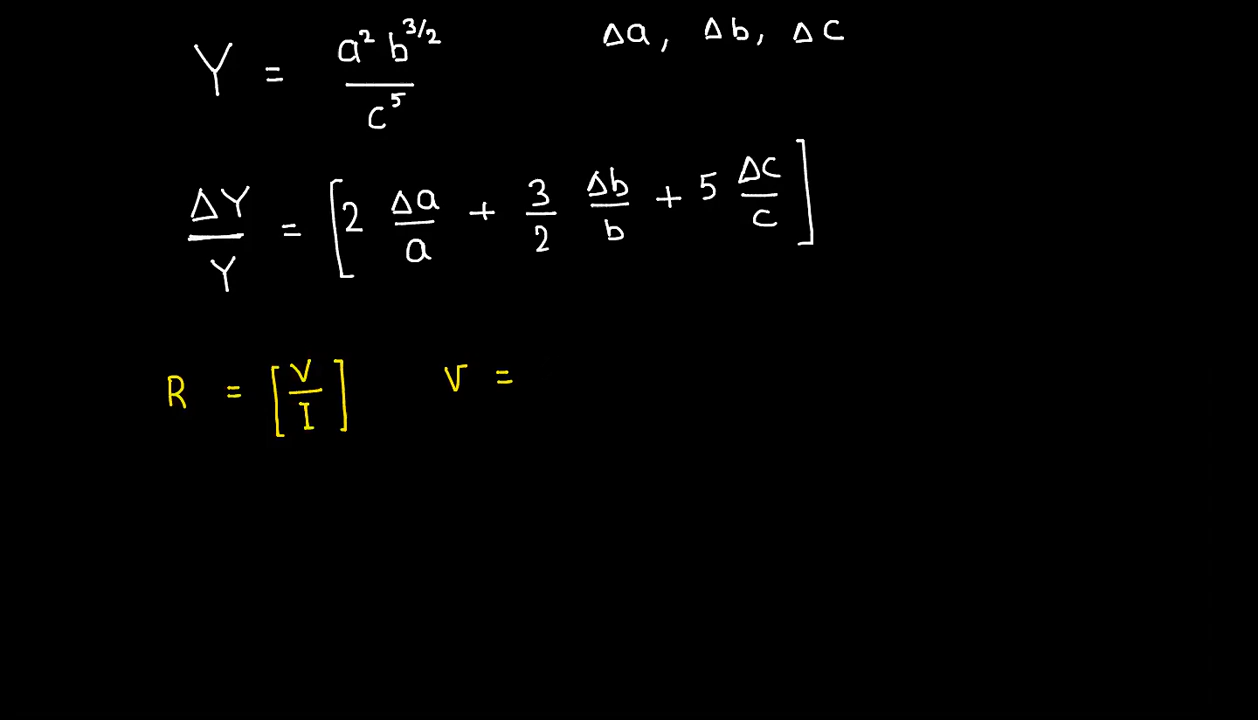 Y = a² b^3/2 / c⁵    Δa, Δb, Δc
ΔY/Y = [2 Δa/a + 3/2 Δb/b + 5 Δc/c]
R = [V/I]    V =